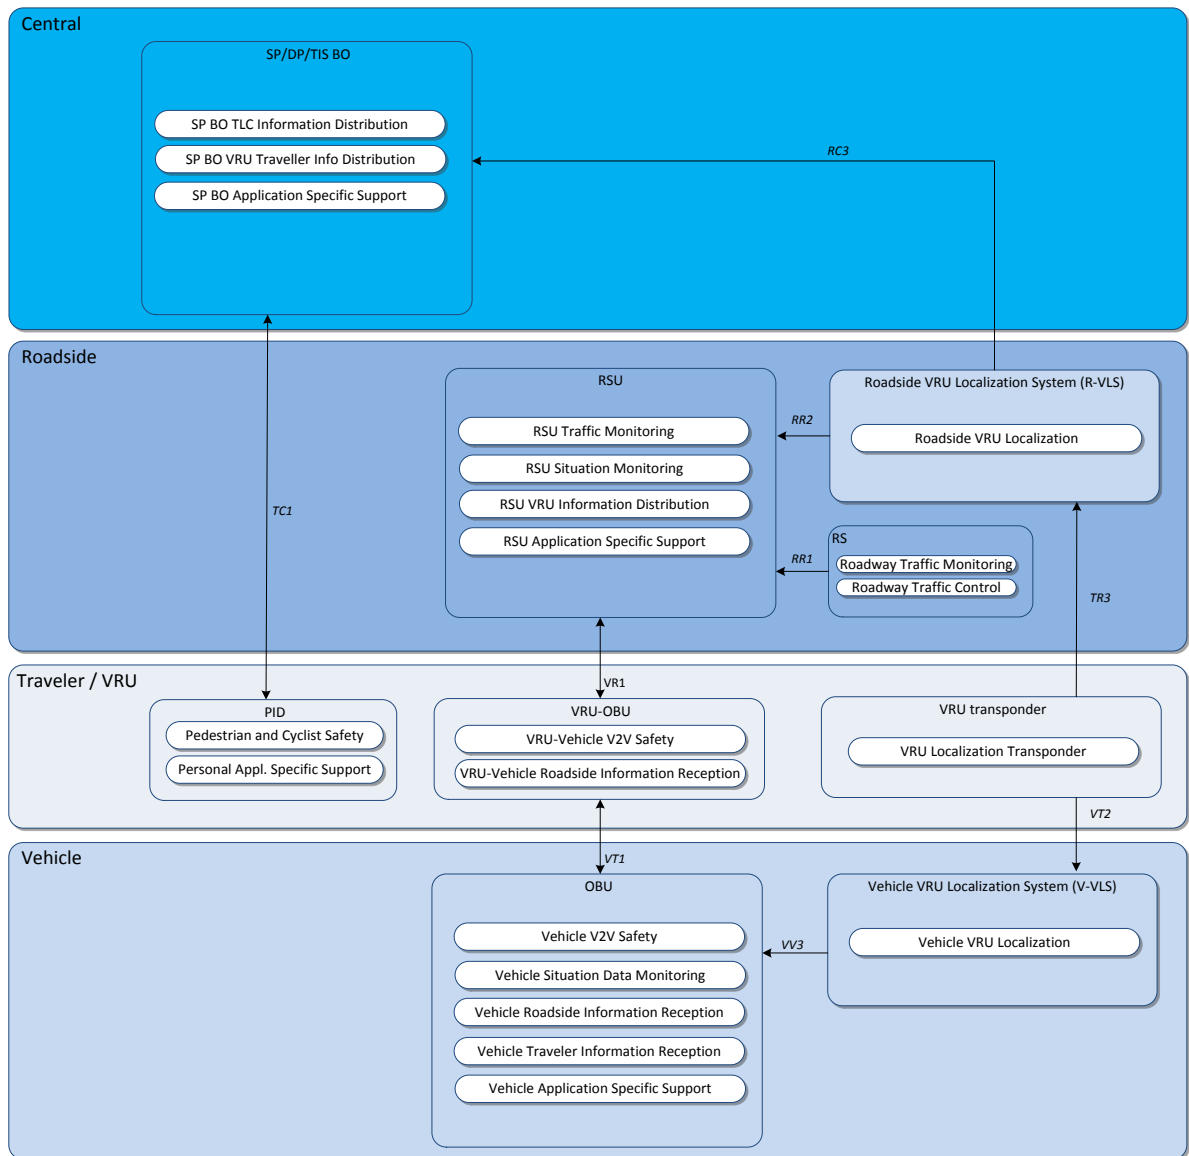 Central
SP/DP/TIS BO
SP BO TLC Information Distribution
SP BO VRU Traveller Info Distribution
SP BO Application Specific Support
RC3
Roadside
RSU
RSU Traffic Monitoring
RSU Situation Monitoring
RSU VRU Information Distribution
RSU Application Specific Support
Roadside VRU Localization System (R-VLS)
Roadside VRU Localization
RR2
RS
Roadway Traffic Monitoring
Roadway Traffic Control
RR1
TC1
TR3
Traveler / VRU
VR1
PID
Pedestrian and Cyclist Safety
Personal Appl. Specific Support
VRU-OBU
VRU-Vehicle V2V Safety
VRU-Vehicle Roadside Information Reception
VRU transponder
VRU Localization Transponder
VT2
Vehicle
VT1
OBU
Vehicle V2V Safety
Vehicle Situation Data Monitoring
Vehicle Roadside Information Reception
Vehicle Traveler Information Reception
Vehicle Application Specific Support
VV3
Vehicle VRU Localization System (V-VLS)
Vehicle VRU Localization